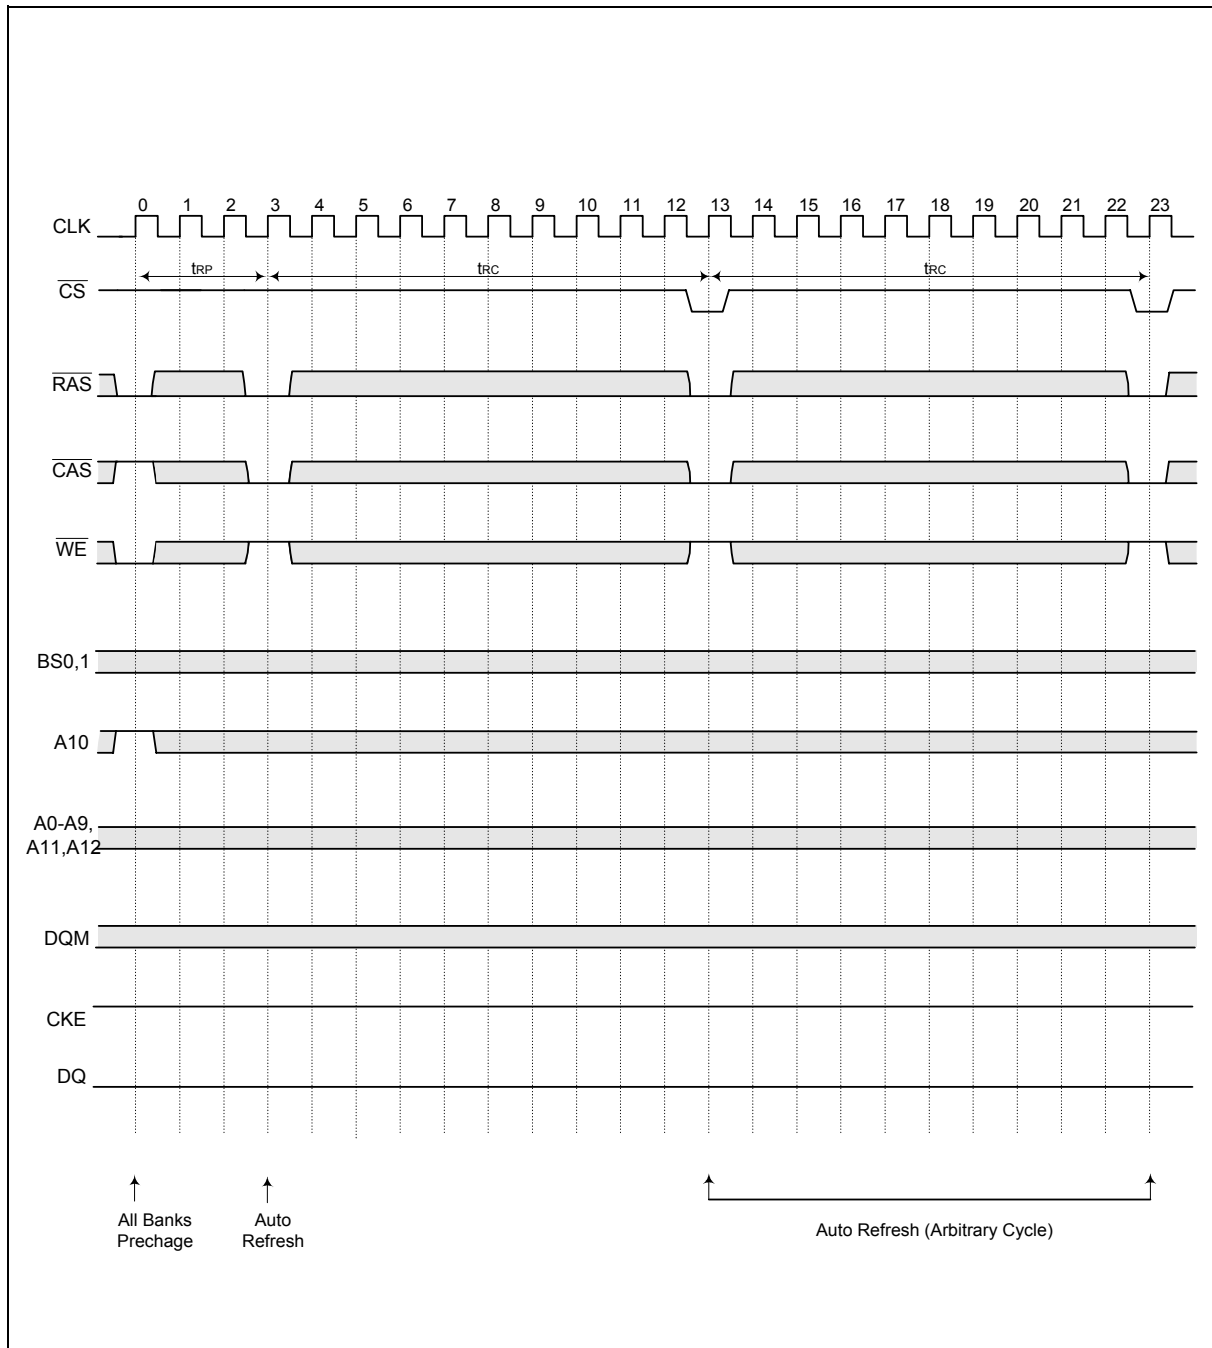 0 1 2 3 4 5 6 7 8 9 10 11 12 13 14 15 16 17 18 19 20 21 22 23
CLK
tRP tRC tRC
CS
RAS
CAS
WE
BS0,1
A10
A0-A9,
A11,A12
DQM
CKE
DQ
All Banks
Prechage
Auto
Refresh
Auto Refresh (Arbitrary Cycle)